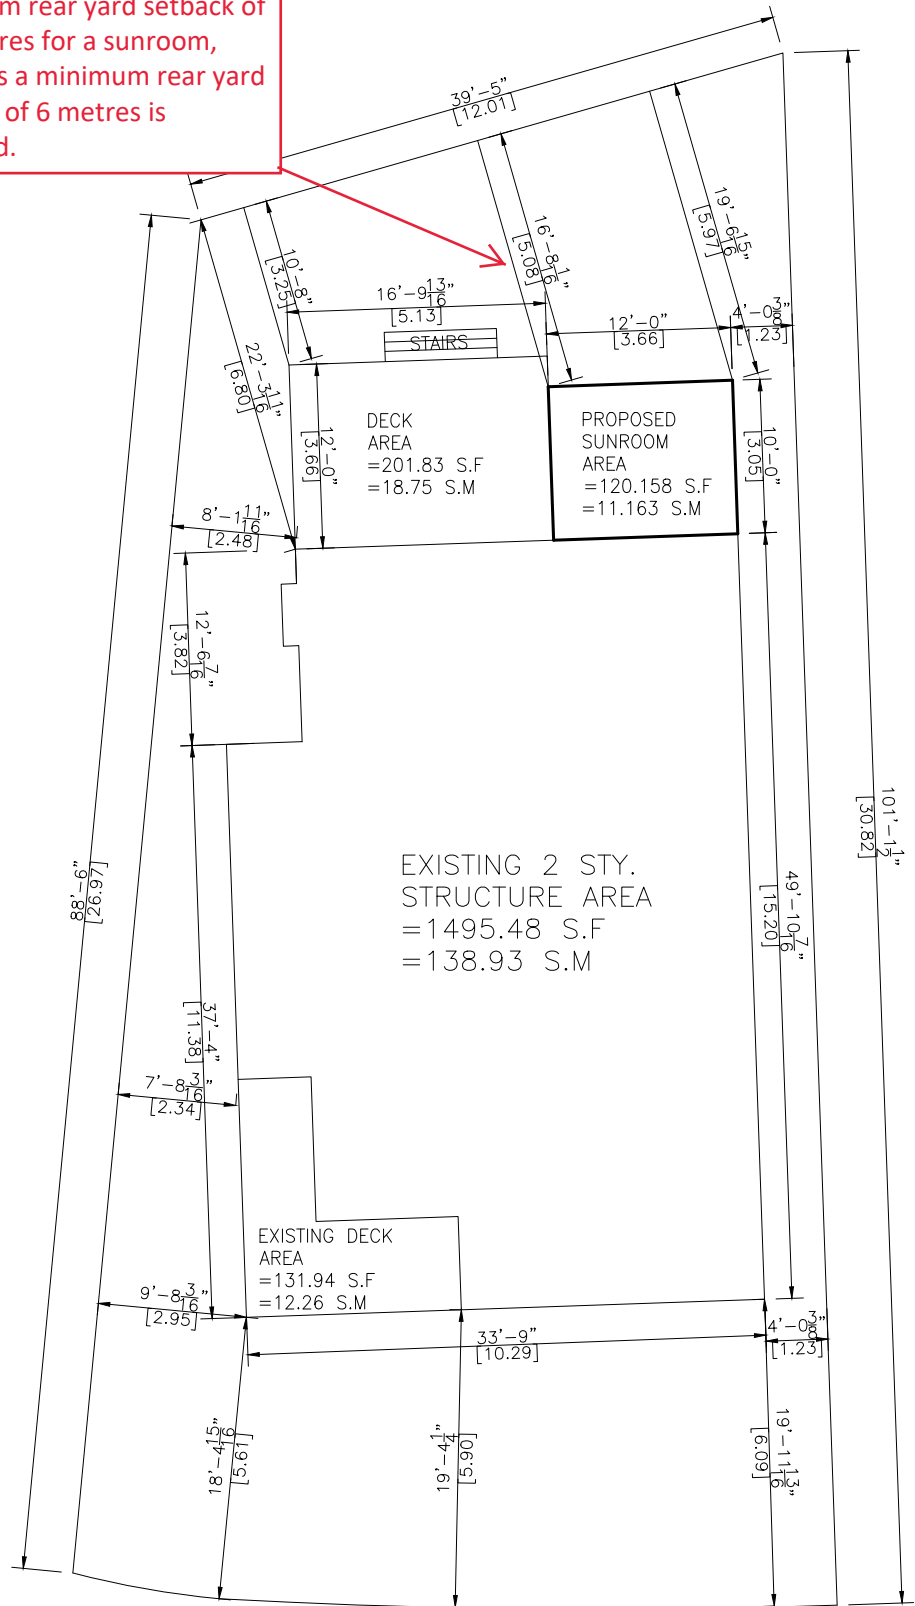 m rear yard setback of
res for a sunroom,
s a minimum rear yard
of 6 metres is
d.
39'-5"
[12.01]
19'-6 15/16"
[5.97]
16'-8 1/16"
[5.08]
10'-8"
[3.25]
16'-9 13/16"
[5.13]
STAIRS
12'-0"
[3.66]
4'-0 3/8"
[1.23]
22'-3 11/16"
[6.80]
12'-0"
[3.66]
DECK
AREA
=201.83 S.F
=18.75 S.M
PROPOSED
SUNROOM
AREA
=120.158 S.F
=11.163 S.M
10'-0"
[3.05]
8'-1 11/16"
[2.48]
12'-6 7/16"
[3.82]
101'-1 1/2"
[30.82]
88'-6"
[26.97]
EXISTING 2 STY.
STRUCTURE AREA
=1495.48 S.F
=138.93 S.M
49'-10 7/16"
[15.20]
37'-4"
[11.38]
7'-8 3/16"
[2.34]
EXISTING DECK
AREA
=131.94 S.F
=12.26 S.M
9'-8 3/16"
[2.95]
33'-9"
[10.29]
4'-0 3/8"
[1.23]
18'-4 15/16"
[5.61]
19'-4 1/4"
[5.90]
19'-11 13/16"
[6.09]